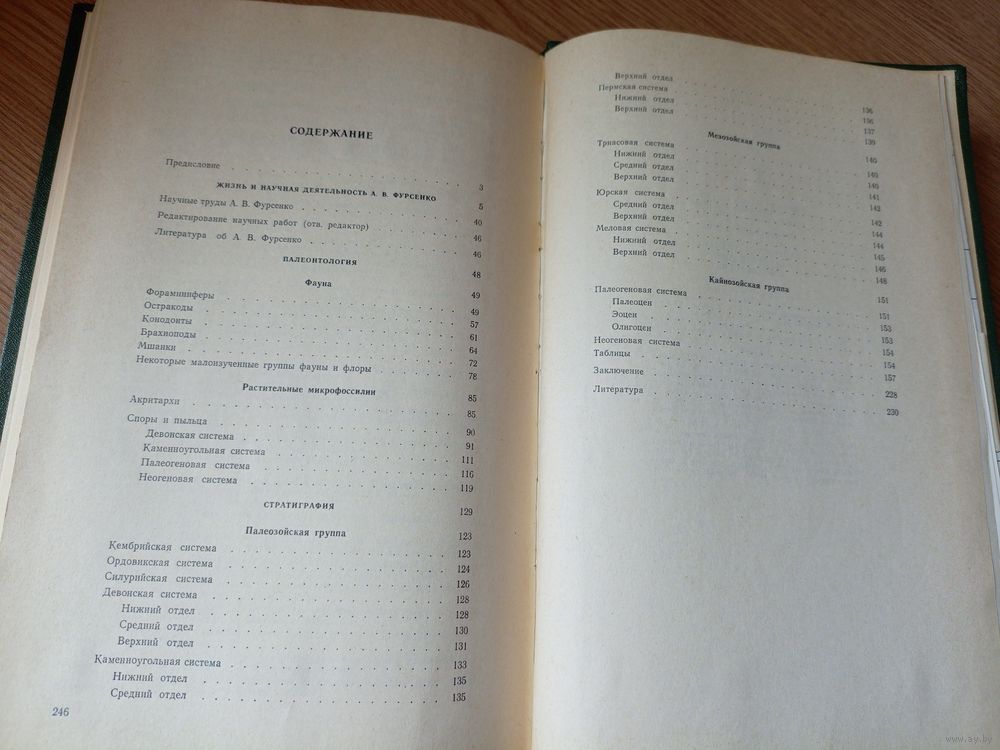 СОДЕРЖАНИЕ
Предисловие 3
ЖИЗНЬ И НАУЧНАЯ ДЕЯТЕЛЬНОСТЬ А. В. ФУРСЕНКО 5
Научные труды А. В. Фурсенко 40
Редактирование научных работ (отв. редактор) 46
Литература об А. В. Фурсенко 46
ПАЛЕОНТОЛОГИЯ 48
Фауна 49
Фораминиферы 49
Остракоды 57
Конодонты 61
Брахиоподы 64
Мшанки 72
Некоторые малоизученные группы фауны и флоры 78
Растительные микрофоссилии 85
Акритархи 85
Споры и пыльца 90
Девонская система 91
Каменноугольная система 111
Палеогеновая система 116
Неогеновая система 119
СТРАТИГРАФИЯ 129
Палеозойская группа 123
Кембрийская система 123
Ордовикская система 124
Силурийская система 126
Девонская система 128
Нижний отдел 128
Средний отдел 130
Верхний отдел 131
Каменноугольная система 133
Нижний отдел 135
Средний отдел 135
246
Верхний отдел 136
Пермская система 136
Нижний отдел 137
Верхний отдел 139
Мезозойская группа 140
Триасовая система 140
Нижний отдел 140
Средний отдел 141
Верхний отдел 142
Юрская система 142
Средний отдел 144
Верхний отдел 144
Меловая система 145
Нижний отдел 146
Верхний отдел 148
Кайнозойская группа 151
Палеогеновая система 151
Палеоцен 153
Эоцен 153
Олигоцен 154
Неогеновая система 154
Таблицы 157
Заключение 228
Литература 230
www.ay.by